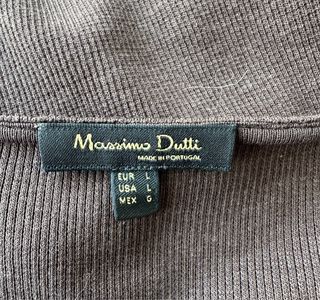 Massimo Dutti
MADE IN PORTUGAL
EUR L
USA L
MEX G